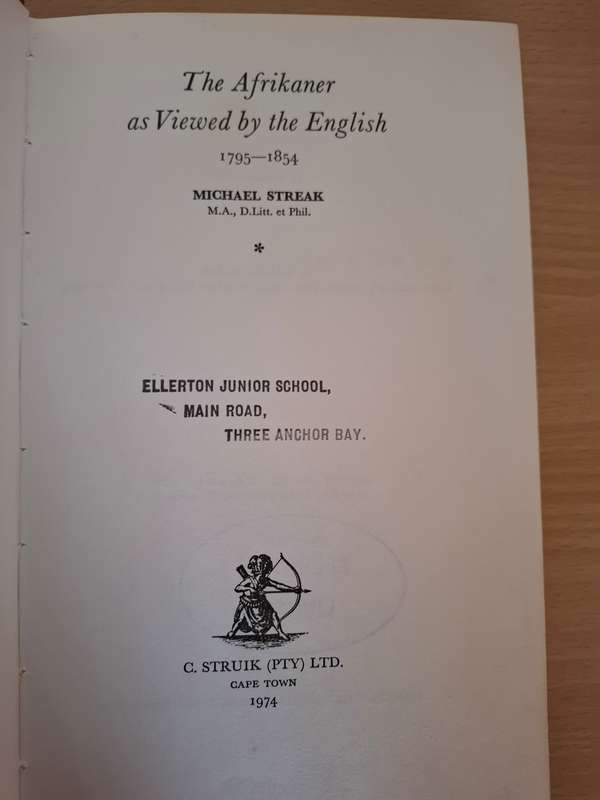 The Afrikaner
as Viewed by the English
1795—1854
MICHAEL STREAK
M.A., D.Litt. et Phil.
*
ELLERTON JUNIOR SCHOOL,
MAIN ROAD,
THREE ANCHOR BAY.
C. STRUIK (PTY) LTD.
CAPE TOWN
1974